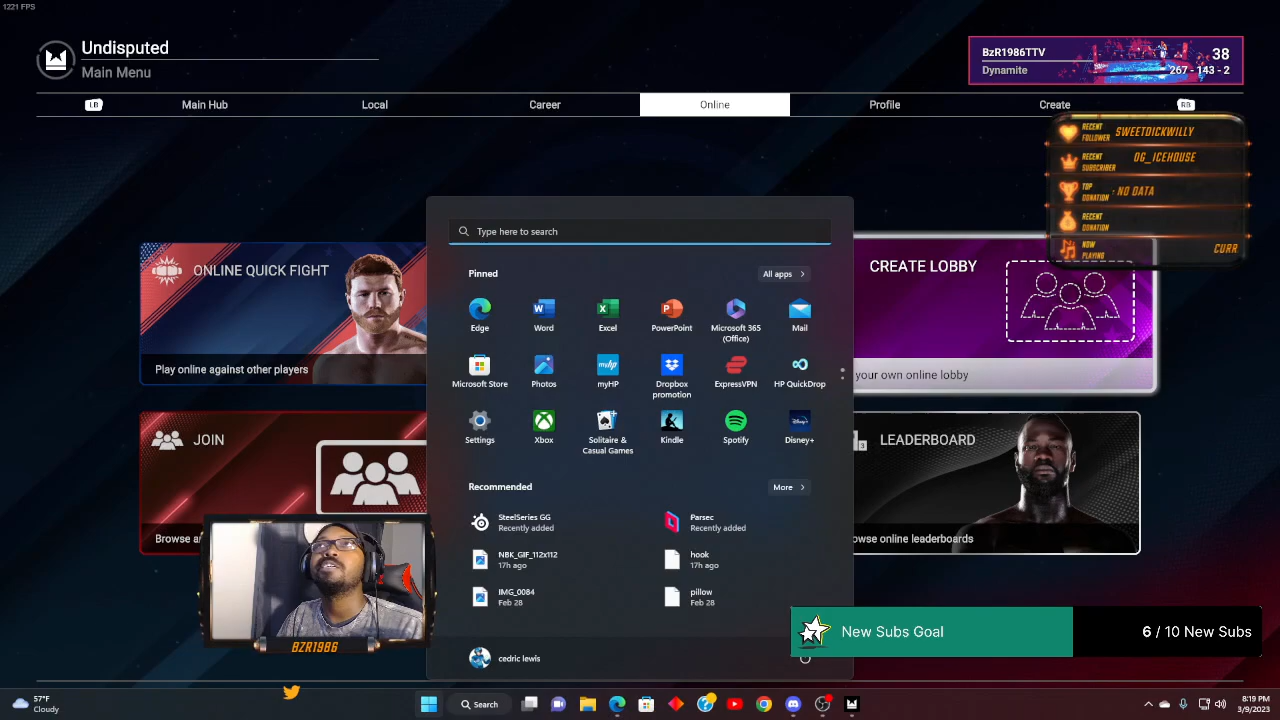 1221 FPS
Undisputed
Main Menu
BzR1986TTV
38
Dynamite
267 - 143 - 2
LB
Main Hub
Local
Career
Online
Profile
Create
RB
RECENT FOLLOWER
SWEETDICKWILLY
RECENT SUBSCRIBER
OG_ICEHOUSE
TOP DONATION
: NO DATA
RECENT DONATION
NOW PLAYING
CURR
ONLINE QUICK FIGHT
Play online against other players
CREATE LOBBY
your own online lobby
JOIN
Browse a
LEADERBOARD
owse online leaderboards
Type here to search
Pinned
All apps
Edge
Word
Excel
PowerPoint
Microsoft 365
(Office)
Mail
Microsoft Store
Photos
myHP
Dropbox
promotion
ExpressVPN
HP QuickDrop
Settings
Xbox
Solitaire &
Casual Games
Kindle
Spotify
Disney+
Recommended
More
SteelSeries GG
Recently added
Parsec
Recently added
NBK_GIF_112x112
17h ago
hook
17h ago
IMG_0084
Feb 28
pillow
Feb 28
cedric lewis
BZR1986
New Subs Goal
6 / 10 New Subs
57°F
Cloudy
Search
8:19 PM
3/9/2023